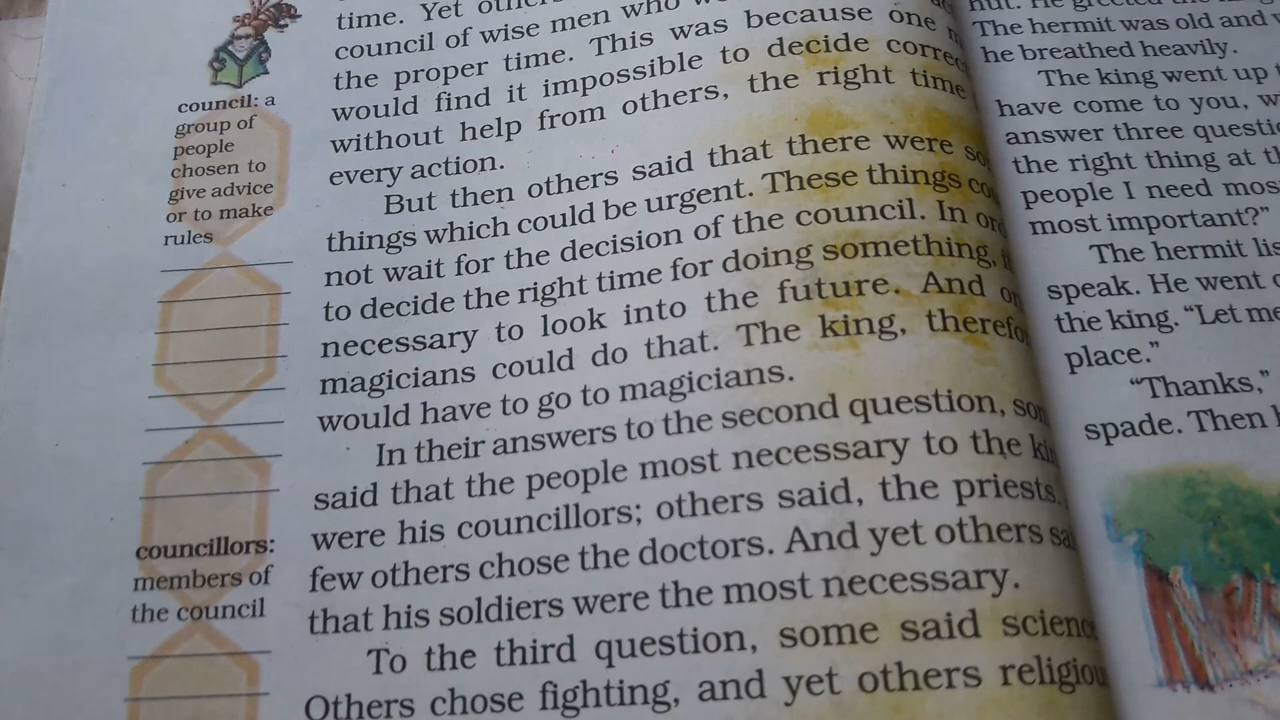 council: a
group of
people
chosen to
give advice
or to make
rules
councillors:
members of
the council
time. Yet
council of wise men who
the proper time. This was because one
would find it impossible to decide
without help from others, the right time
every action.
But then others said that there were
things which could be urgent. These things
not wait for the decision of the council. In
to decide the right time for doing something,
necessary to look into the future. And
magicians could do that. The king,
would have to go to magicians.
In their answers to the second question,
said that the people most necessary to the
were his councillors; others said, the priests.
few others chose the doctors. And yet others
that his soldiers were the most necessary.
To the third question, some said
Others chose fighting, and yet others
The hermit was old and
he breathed heavily.
The king went up
have come to you,
answer three
the right thing at
people I need
most important?”
The hermit
speak. He went
the king. “Let me
place.”
“Thanks,”
spade. Then